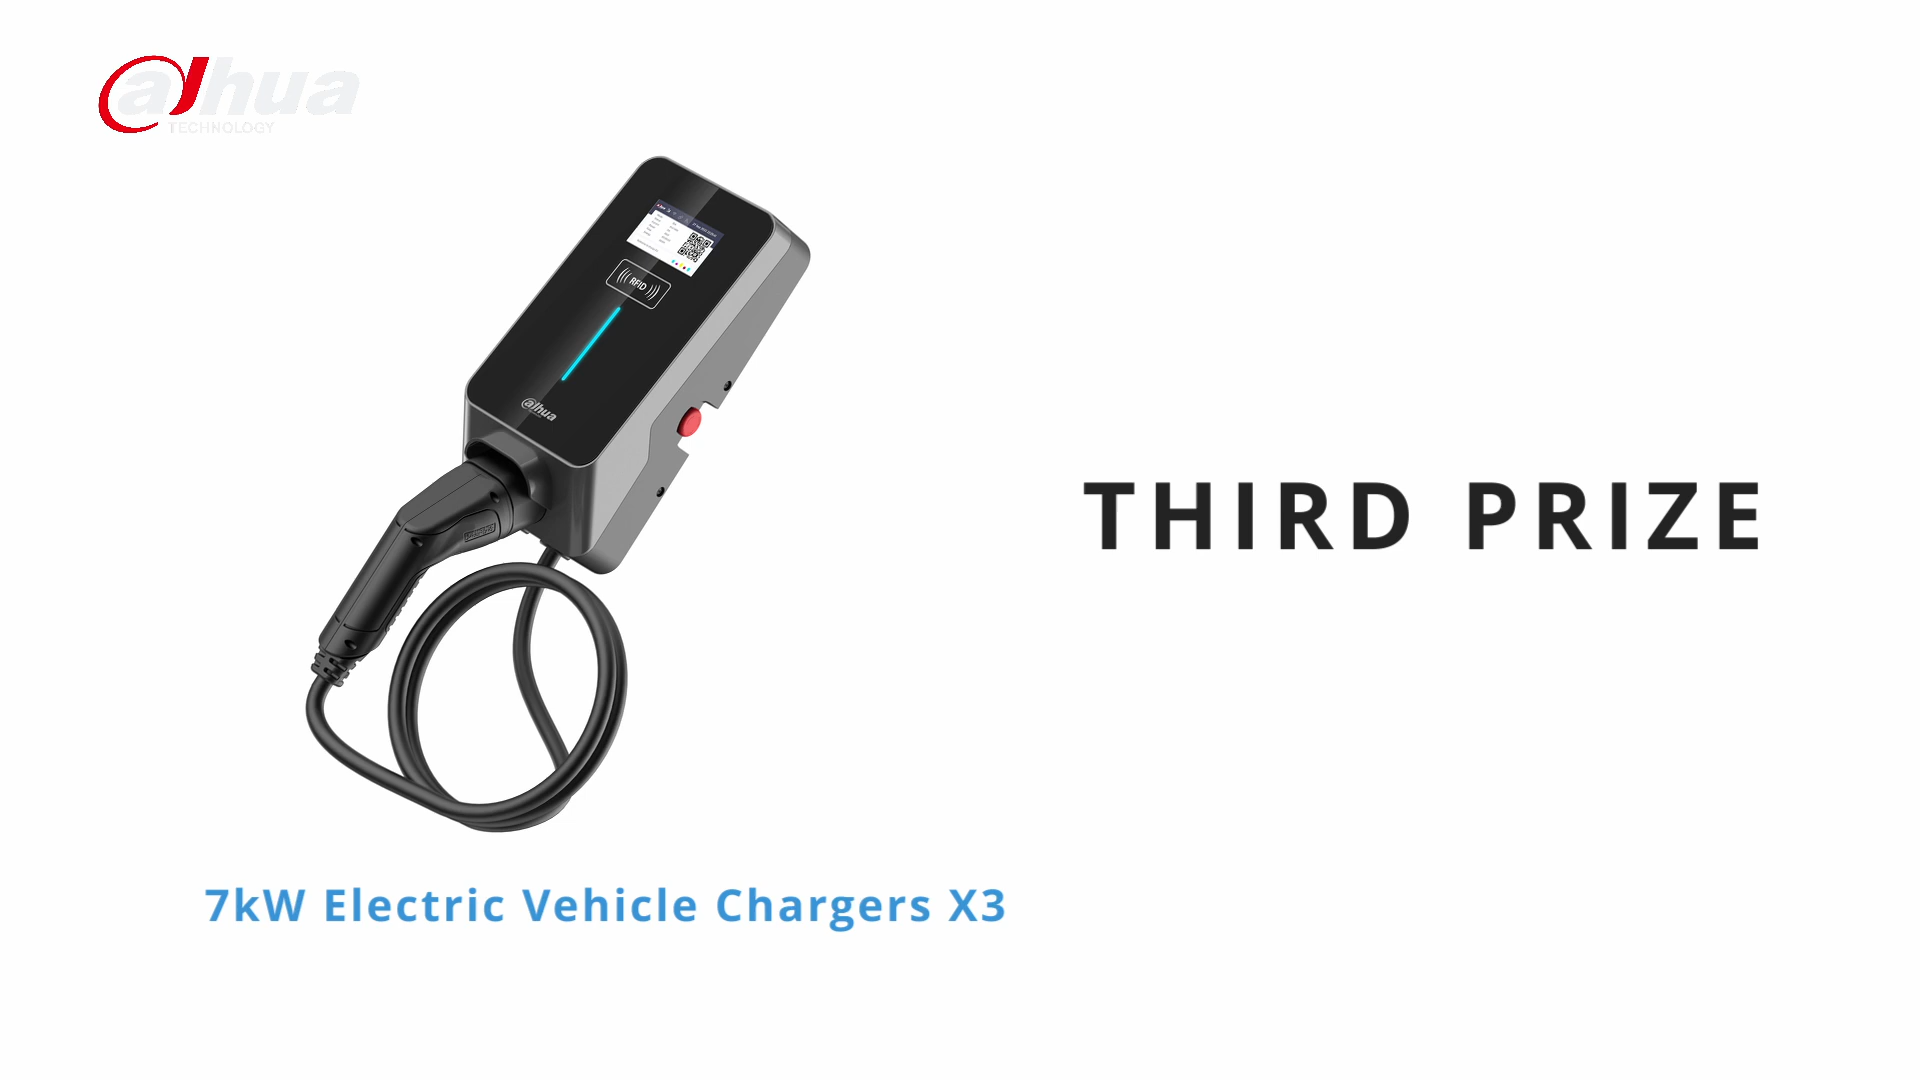 alhua
TECHNOLOGY
RFID
alhua
THIRD PRIZE
7kW Electric Vehicle Chargers X3